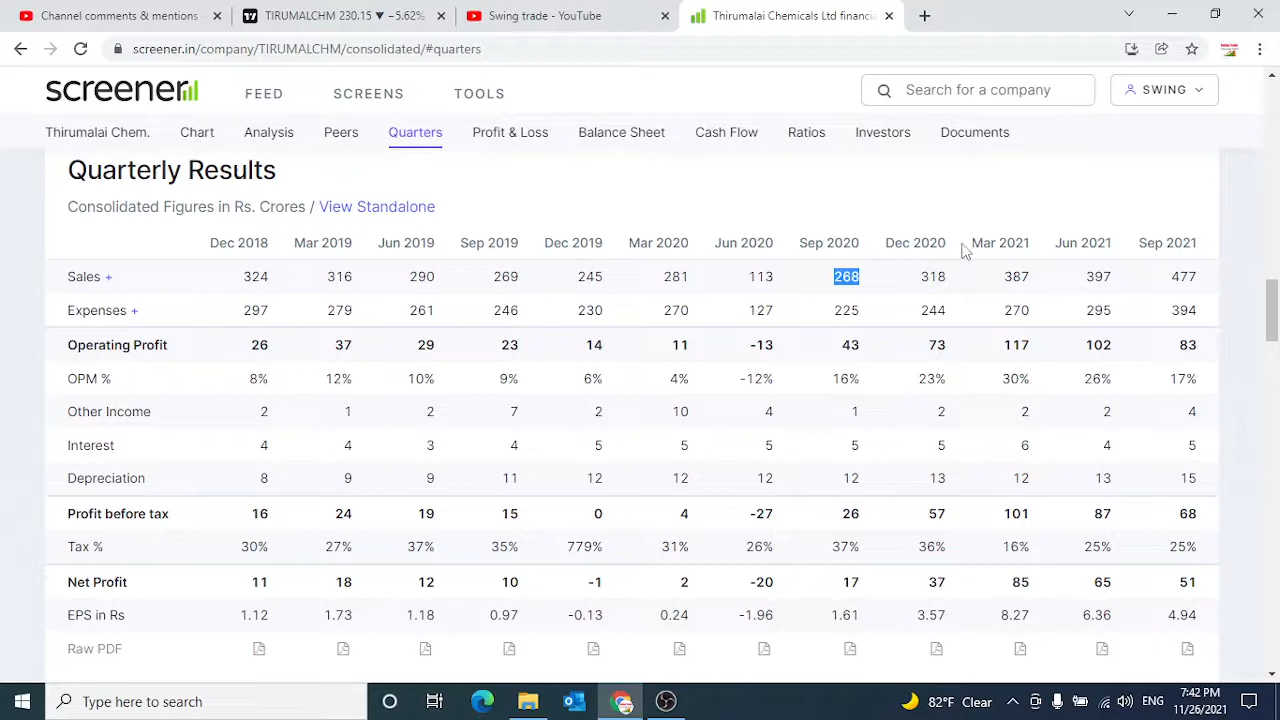 Channel comments & mentions
TIRUMALCHM 230.15 ▼ −5.62%
Swing trade - YouTube
Thirumalai Chemicals Ltd financi
screener.in/company/TIRUMALCHM/consolidated/#quarters
screener
FEED
SCREENS
TOOLS
Search for a company
SWING
Thirumalai Chem.
Chart
Analysis
Peers
Quarters
Profit & Loss
Balance Sheet
Cash Flow
Ratios
Investors
Documents
Quarterly Results
Consolidated Figures in Rs. Crores / View Standalone
Dec 2018 Mar 2019 Jun 2019 Sep 2019 Dec 2019 Mar 2020 Jun 2020 Sep 2020 Dec 2020 Mar 2021 Jun 2021 Sep 2021
Sales + 324 316 290 269 245 281 113 268 318 387 397 477
Expenses + 297 279 261 246 230 270 127 225 244 270 295 394
Operating Profit 26 37 29 23 14 11 -13 43 73 117 102 83
OPM % 8% 12% 10% 9% 6% 4% -12% 16% 23% 30% 26% 17%
Other Income 2 1 2 7 2 10 4 1 2 2 2 4
Interest 4 4 3 4 5 5 5 5 5 6 4 5
Depreciation 8 9 9 11 12 12 12 12 13 12 13 15
Profit before tax 16 24 19 15 0 4 -27 26 57 101 87 68
Tax % 30% 27% 37% 35% 779% 31% 26% 37% 36% 16% 25% 25%
Net Profit 11 18 12 10 -1 2 -20 17 37 85 65 51
EPS in Rs 1.12 1.73 1.18 0.97 -0.13 0.24 -1.96 1.61 3.57 8.27 6.36 4.94
Raw PDF
Type here to search
82°F Clear
ENG
7:42 PM
11/26/2021